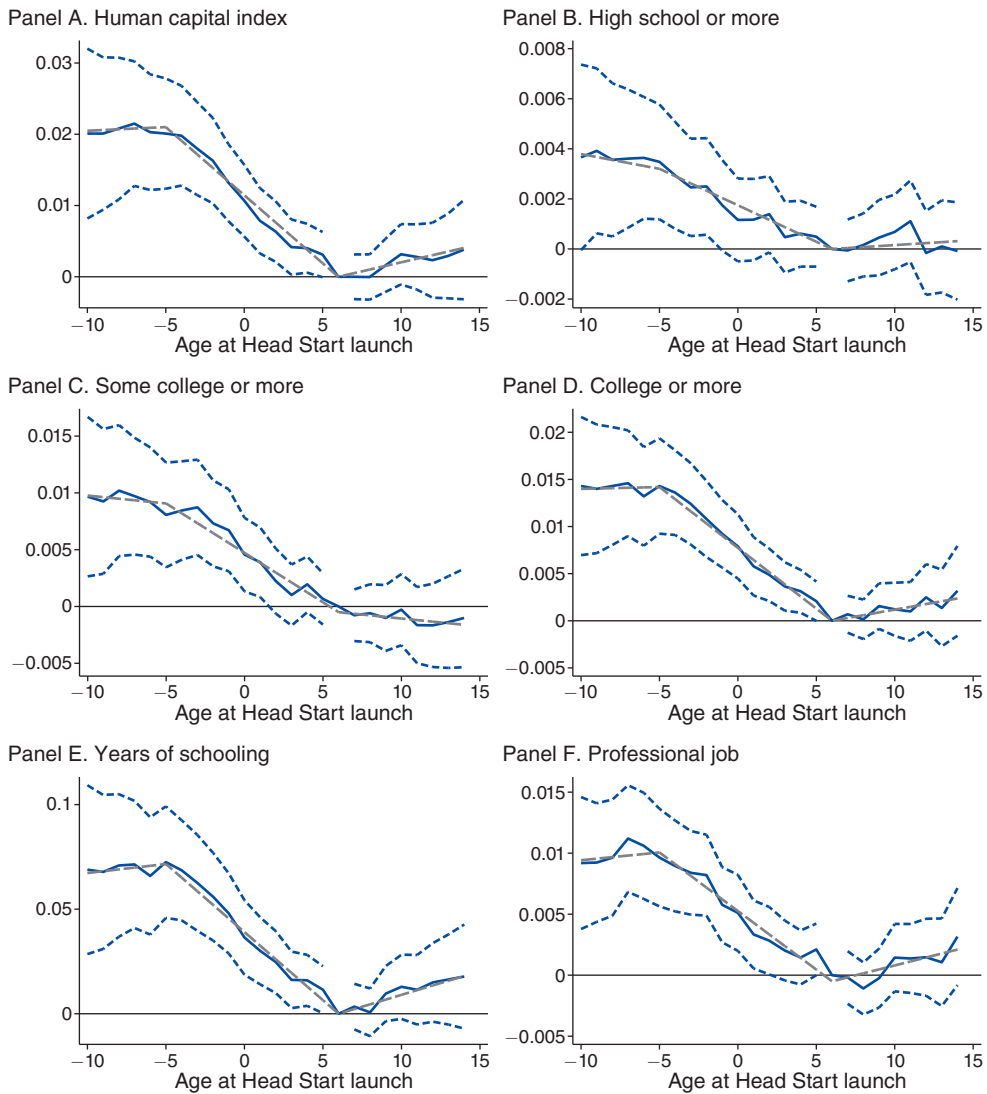 Panel A. Human capital index
0.03
0.02
0.01
0
−10 −5 0 5 10 15
Age at Head Start launch
Panel B. High school or more
0.008
0.006
0.004
0.002
0
−0.002
−10 −5 0 5 10 15
Age at Head Start launch
Panel C. Some college or more
0.015
0.01
0.005
0
−0.005
−10 −5 0 5 10 15
Age at Head Start launch
Panel D. College or more
0.02
0.015
0.01
0.005
0
−0.005
−10 −5 0 5 10 15
Age at Head Start launch
Panel E. Years of schooling
0.1
0.05
0
−10 −5 0 5 10 15
Age at Head Start launch
Panel F. Professional job
0.015
0.01
0.005
0
−0.005
−10 −5 0 5 10 15
Age at Head Start launch